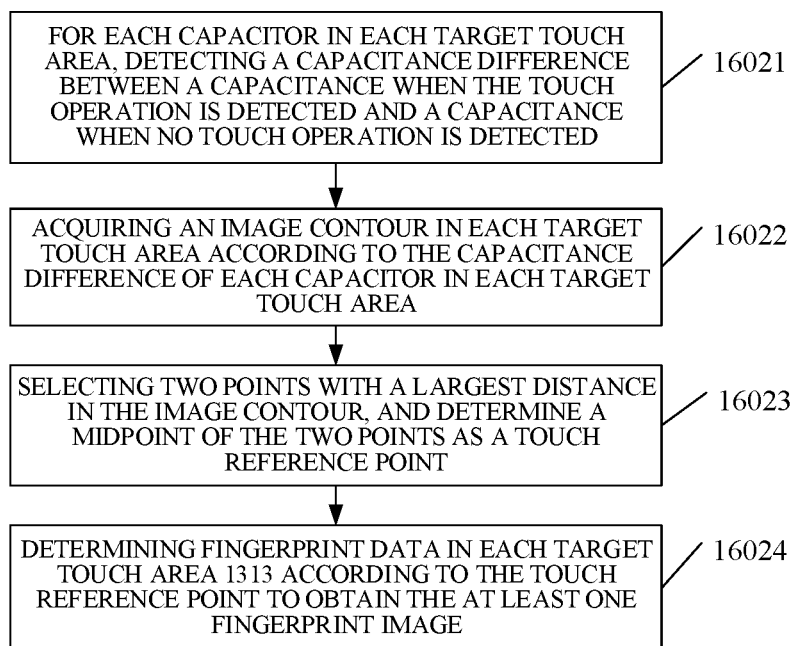 FOR EACH CAPACITOR IN EACH TARGET TOUCH
AREA, DETECTING A CAPACITANCE DIFFERENCE
BETWEEN A CAPACITANCE WHEN THE TOUCH
OPERATION IS DETECTED AND A CAPACITANCE
WHEN NO TOUCH OPERATION IS DETECTED
16021
ACQUIRING AN IMAGE CONTOUR IN EACH TARGET
TOUCH AREA ACCORDING TO THE CAPACITANCE
DIFFERENCE OF EACH CAPACITOR IN EACH TARGET
TOUCH AREA
16022
SELECTING TWO POINTS WITH A LARGEST DISTANCE
IN THE IMAGE CONTOUR, AND DETERMINE A
MIDPOINT OF THE TWO POINTS AS A TOUCH
REFERENCE POINT
16023
DETERMINING FINGERPRINT DATA IN EACH TARGET
TOUCH AREA 1313 ACCORDING TO THE TOUCH
REFERENCE POINT TO OBTAIN THE AT LEAST ONE
FINGERPRINT IMAGE
16024